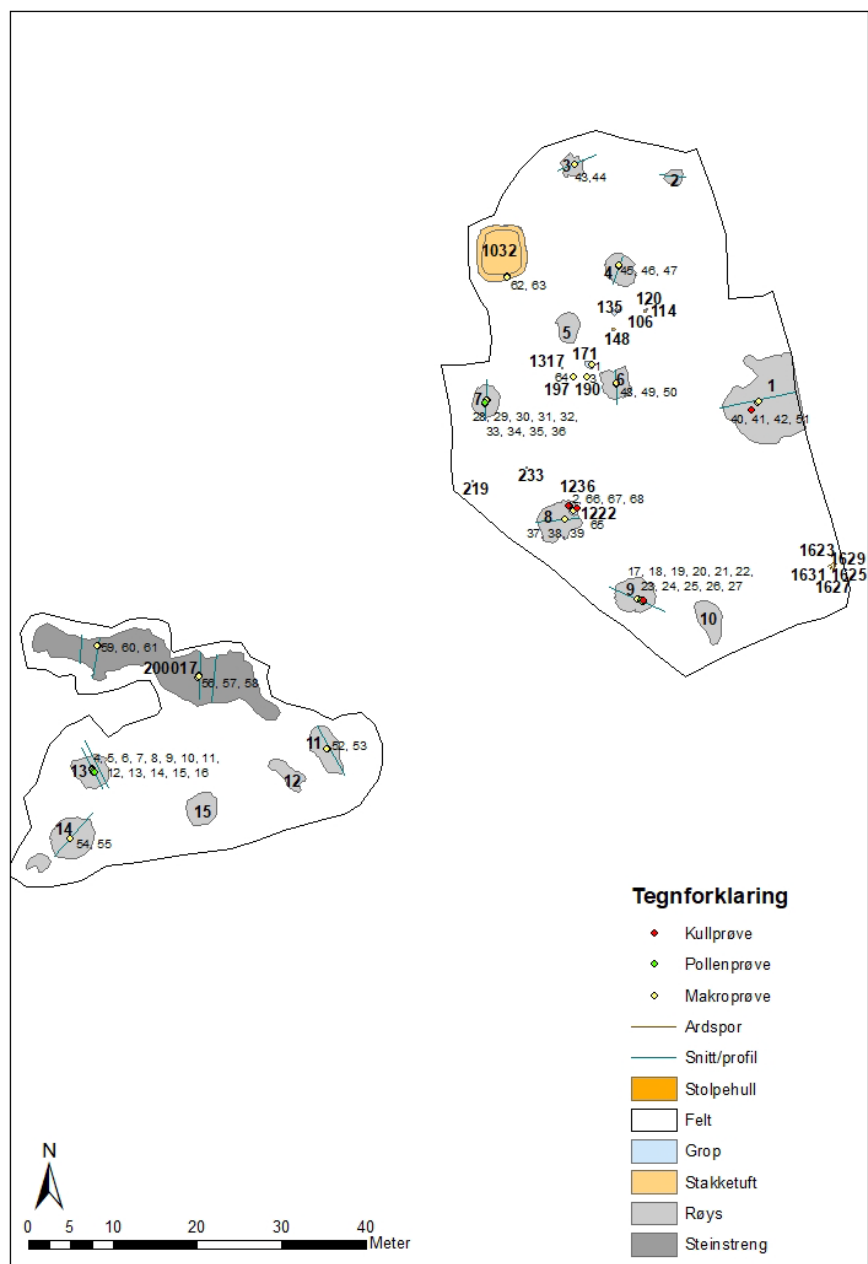 3
43, 44
2
1032
62, 63
4
45, 46, 47
135
120
114
106
148
5
1317
171
1
64
3
197
190
6
48, 49, 50
1
40, 41, 42, 51
7
28, 29, 30, 31, 32,
33, 34, 35, 36
219
233
1236
2, 66, 67, 68
8
1222
65
37, 38, 39
1623
1629
1631
1625
1627
17, 18, 19, 20, 21, 22,
9
23, 24, 25, 26, 27
10
59, 60, 61
200017
56, 57, 58
11
52, 53
4, 5, 6, 7, 8, 9, 10, 11,
13
12, 13, 14, 15, 16
12
15
14
54, 55
Tegnforklaring
Kullprøve
Pollenprøve
Makroprøve
Ardspor
Snitt/profil
Stolpehull
Felt
Grop
Stakketuft
Røys
Steinstreng
N
0 5 10 20 30 40
Meter